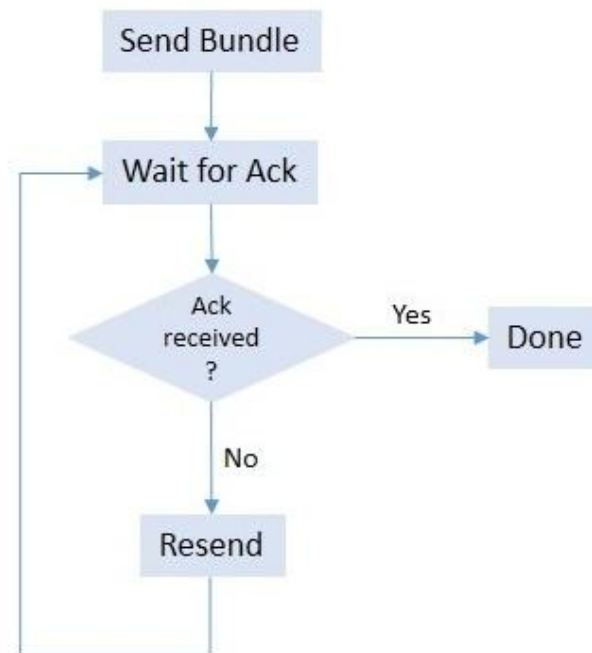 Send Bundle
Wait for Ack
Ack
received
?
Yes
Done
No
Resend